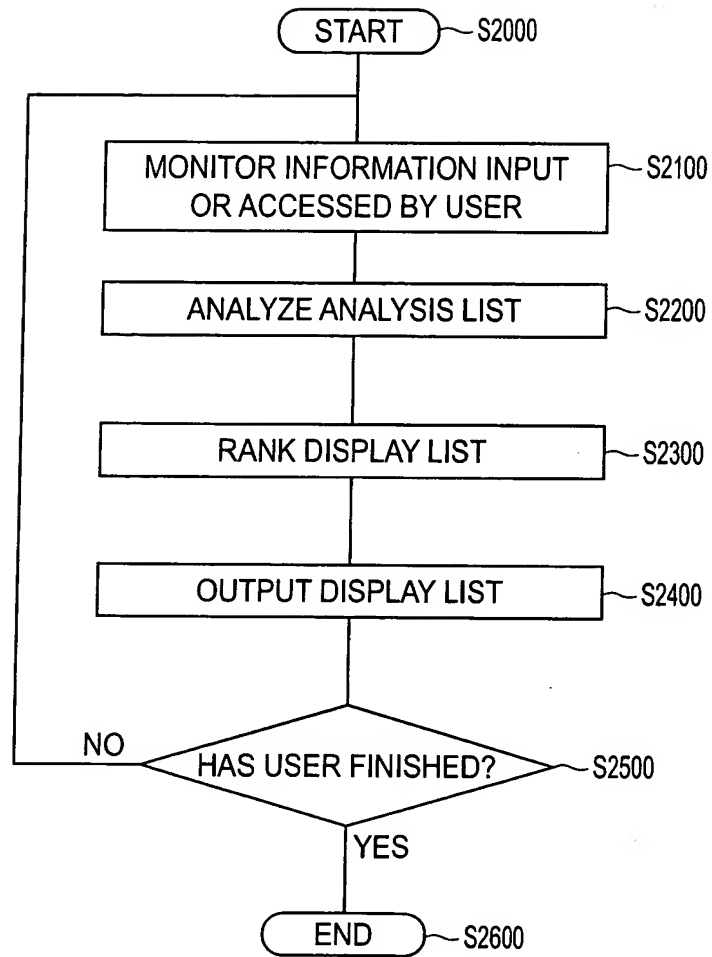 START S2000
MONITOR INFORMATION INPUT
OR ACCESSED BY USER
S2100
ANALYZE ANALYSIS LIST S2200
RANK DISPLAY LIST S2300
OUTPUT DISPLAY LIST S2400
NO
HAS USER FINISHED? S2500
YES
END S2600